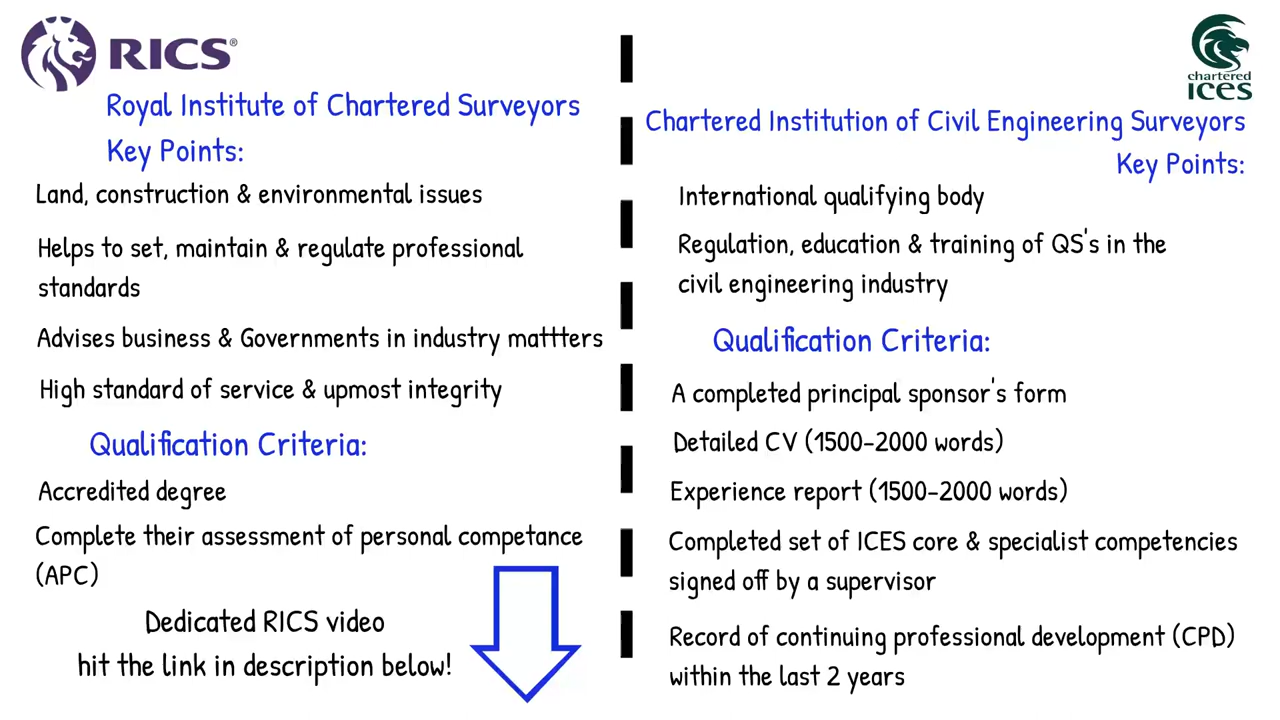 RICS®
Royal Institute of Chartered Surveyors
Key Points:
Land, construction & environmental issues
Helps to set, maintain & regulate professional
standards
Advises business & Governments in industry mattters
High standard of service & upmost integrity
Qualification Criteria:
Accredited degree
Complete their assessment of personal competance
(APC)
Dedicated RICS video
hit the link in description below!
chartered
ices
Chartered Institution of Civil Engineering Surveyors
Key Points:
International qualifying body
Regulation, education & training of QS's in the
civil engineering industry
Qualification Criteria:
A completed principal sponsor's form
Detailed CV (1500-2000 words)
Experience report (1500-2000 words)
Completed set of ICES core & specialist competencies
signed off by a supervisor
Record of continuing professional development (CPD)
within the last 2 years